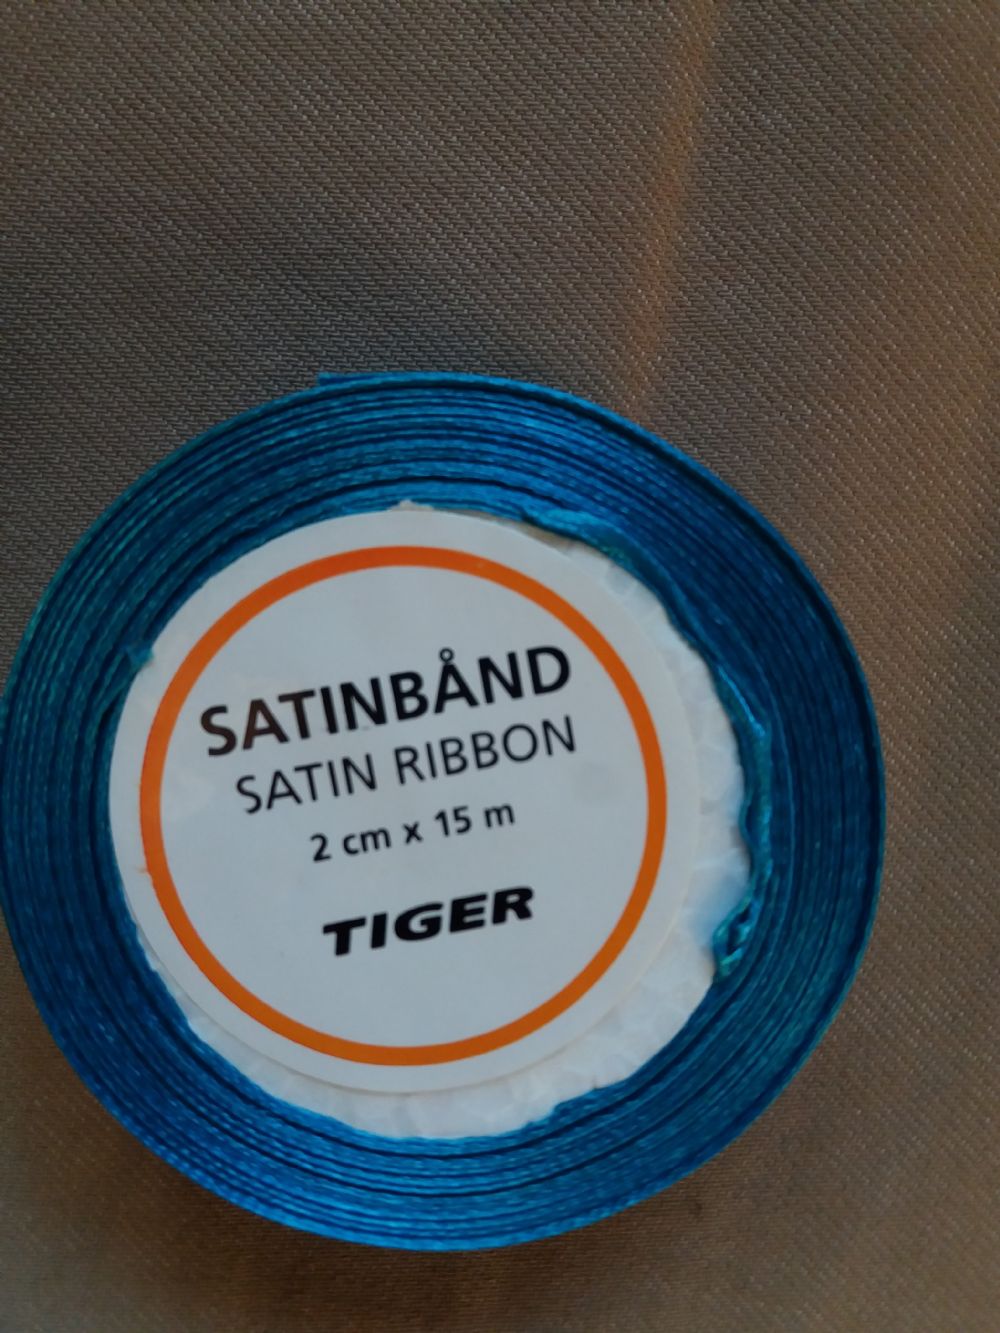 SATINBÅND
SATIN RIBBON
2 cm x 15 m
TIGER